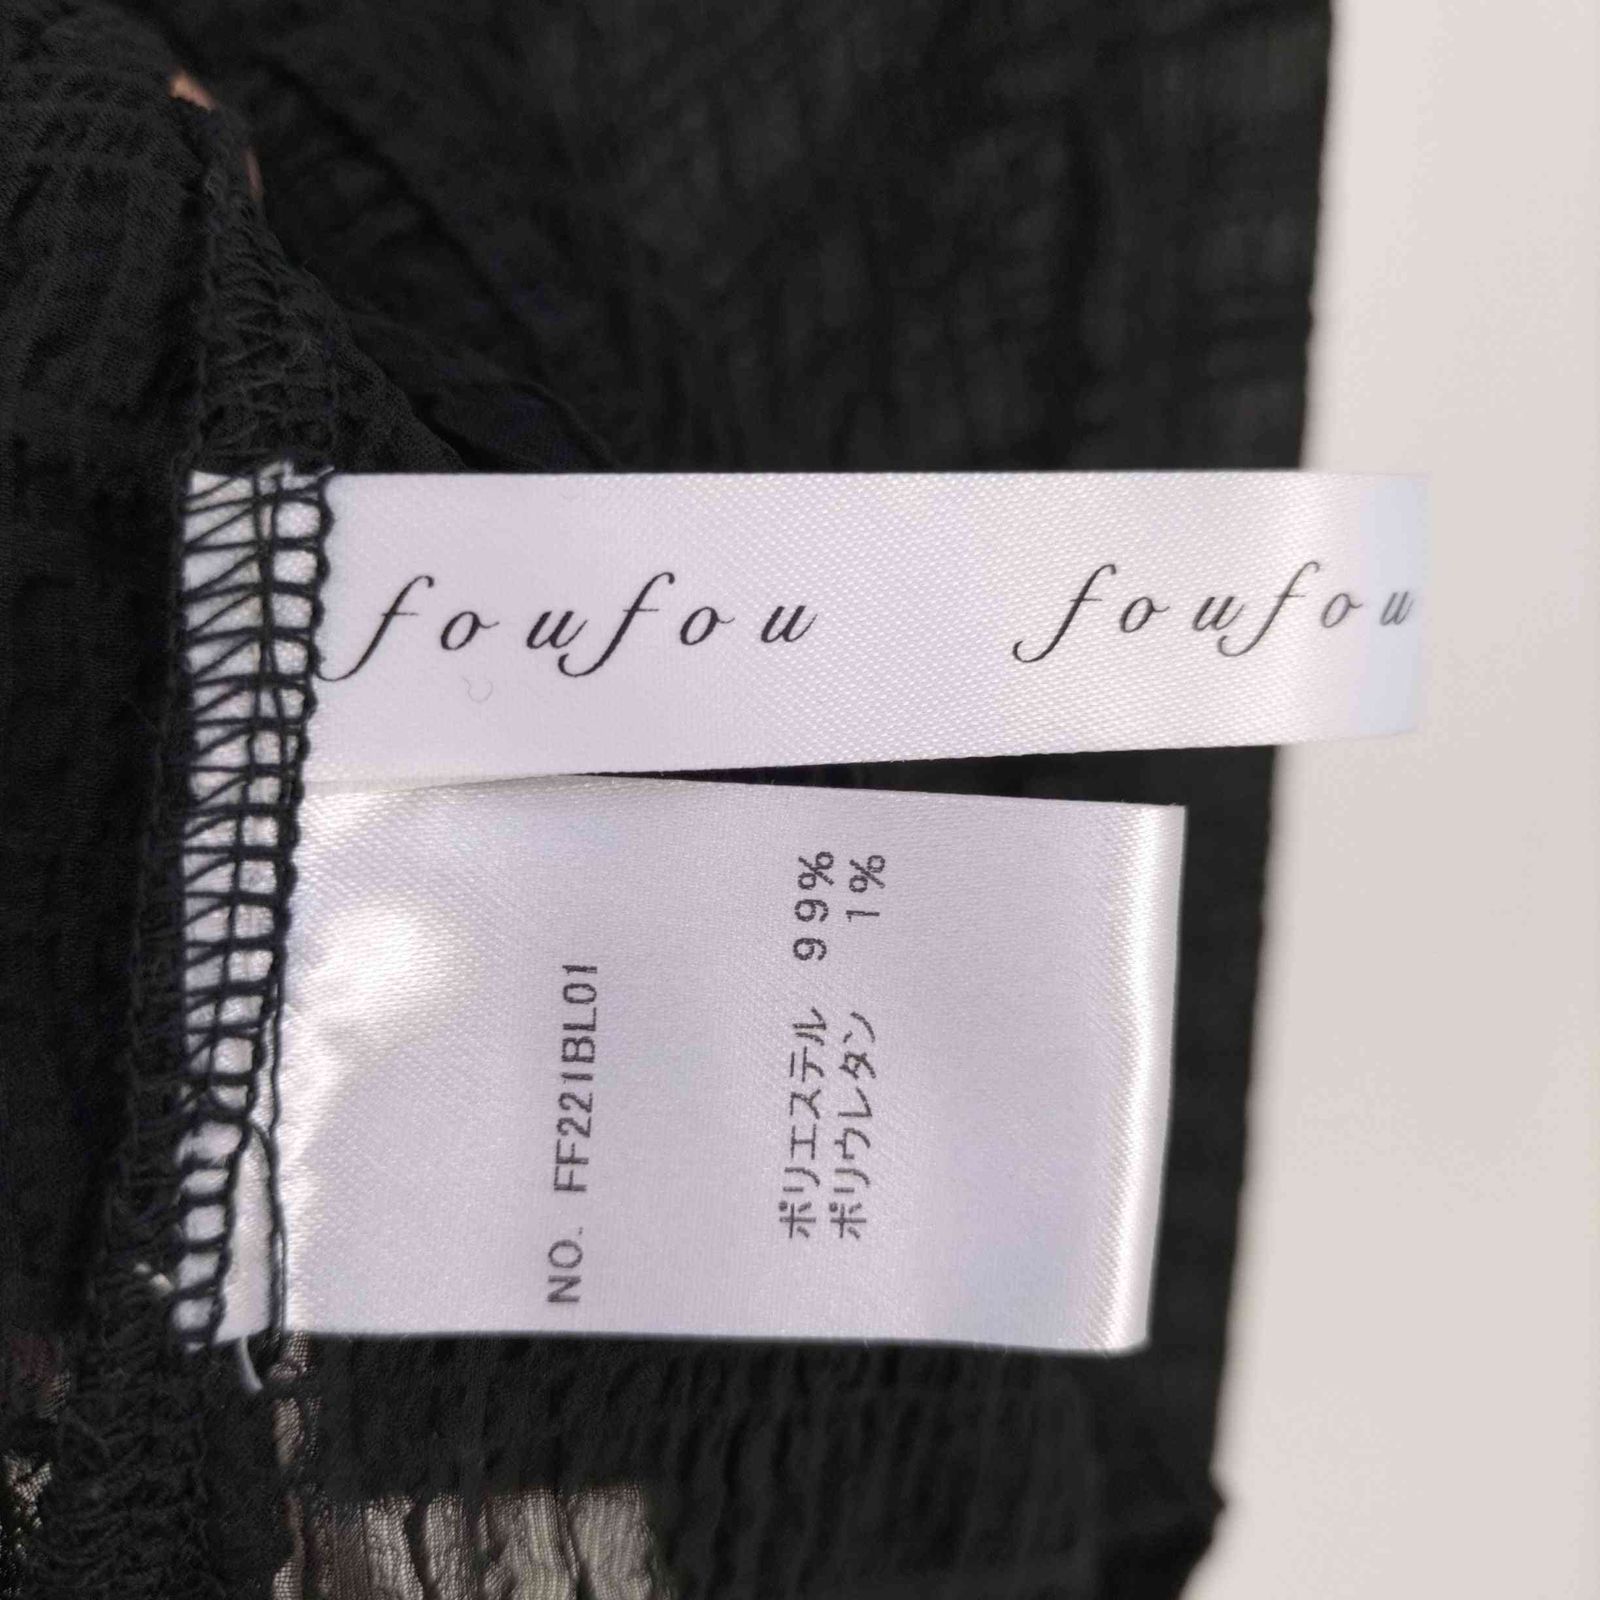 foufou foufou
NO. FF221BL01
ポリエステル 99%
ポリウレタン 1%